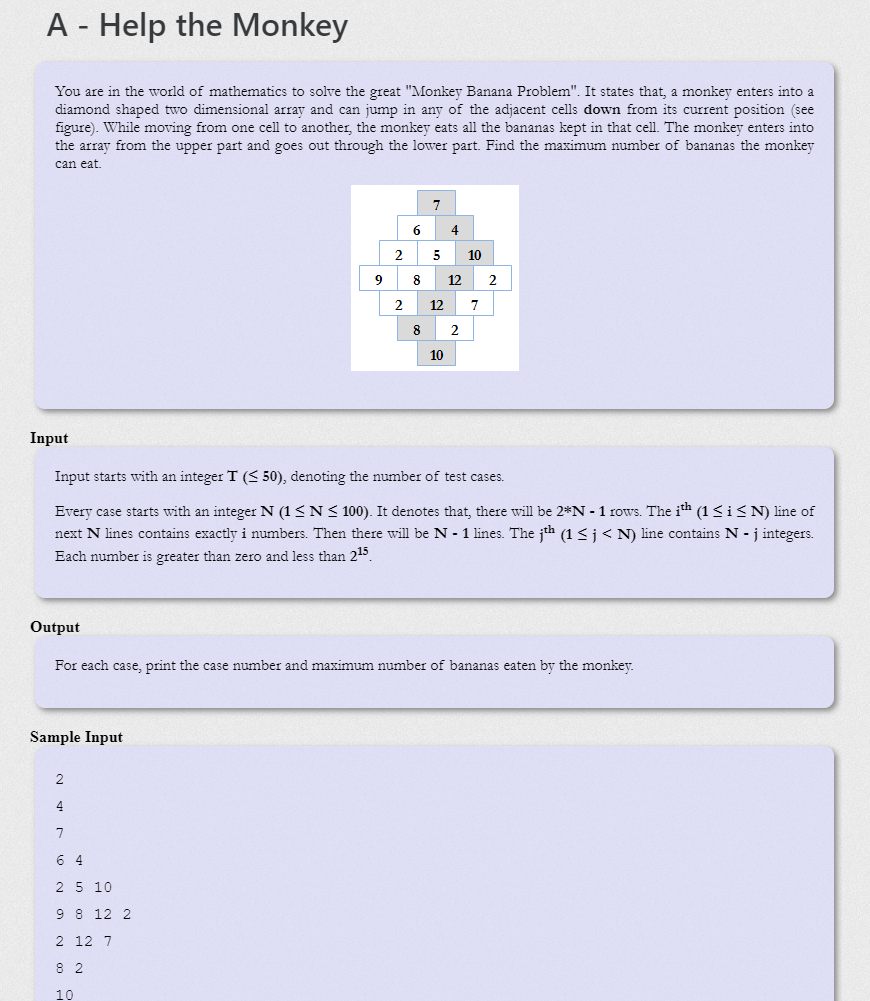 A - Help the Monkey
You are in the world of mathematics to solve the great "Monkey Banana Problem". It states that, a monkey enters into a
diamond shaped two dimensional array and can jump in any of the adjacent cells down from its current position (see
figure). While moving from one cell to another, the monkey eats all the bananas kept in that cell. The monkey enters into
the array from the upper part and goes out through the lower part. Find the maximum number of bananas the monkey
can eat.
7
6 4
2 5 10
9 8 12 2
2 12 7
8 2
10
Input
Input starts with an integer T (≤ 50), denoting the number of test cases.
Every case starts with an integer N (1 ≤ N ≤ 100). It denotes that, there will be 2*N - 1 rows. The ith (1 ≤ i ≤ N) line of
next N lines contains exactly i numbers. Then there will be N - 1 lines. The jth (1 ≤ j < N) line contains N - j integers.
Each number is greater than zero and less than 2^15.
Output
For each case, print the case number and maximum number of bananas eaten by the monkey.
Sample Input
2
4
7
6 4
2 5 10
9 8 12 2
2 12 7
8 2
10